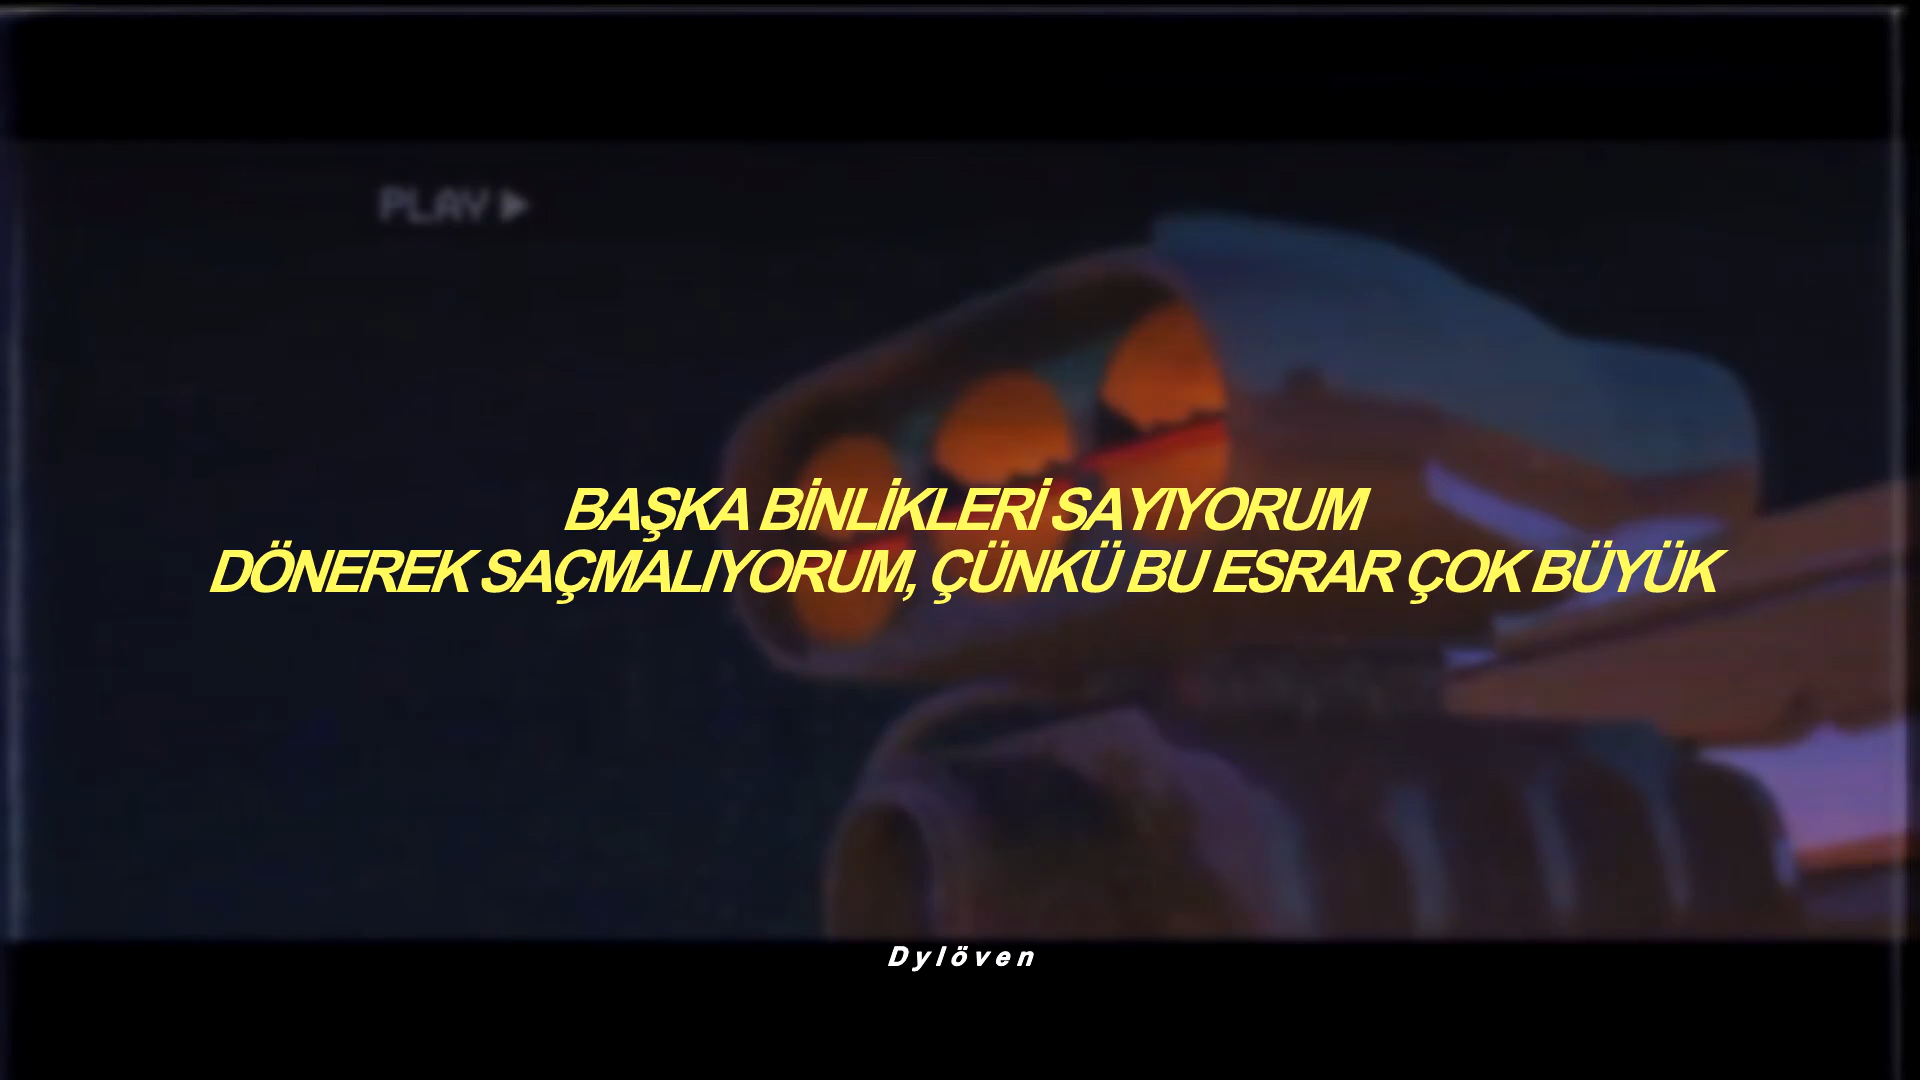 PLAY
BAŞKA BİNLİKLERİ SAYIYORUM
DÖNEREK SAÇMALIYORUM, ÇÜNKÜ BU ESRAR ÇOK BÜYÜK
Dylöven